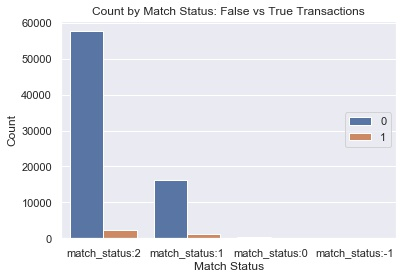 Count by Match Status: False vs True Transactions
60000
50000
40000
30000
20000
10000
0
Count
0
1
match_status:2 match_status:1 match_status:0 match_status:-1
Match Status